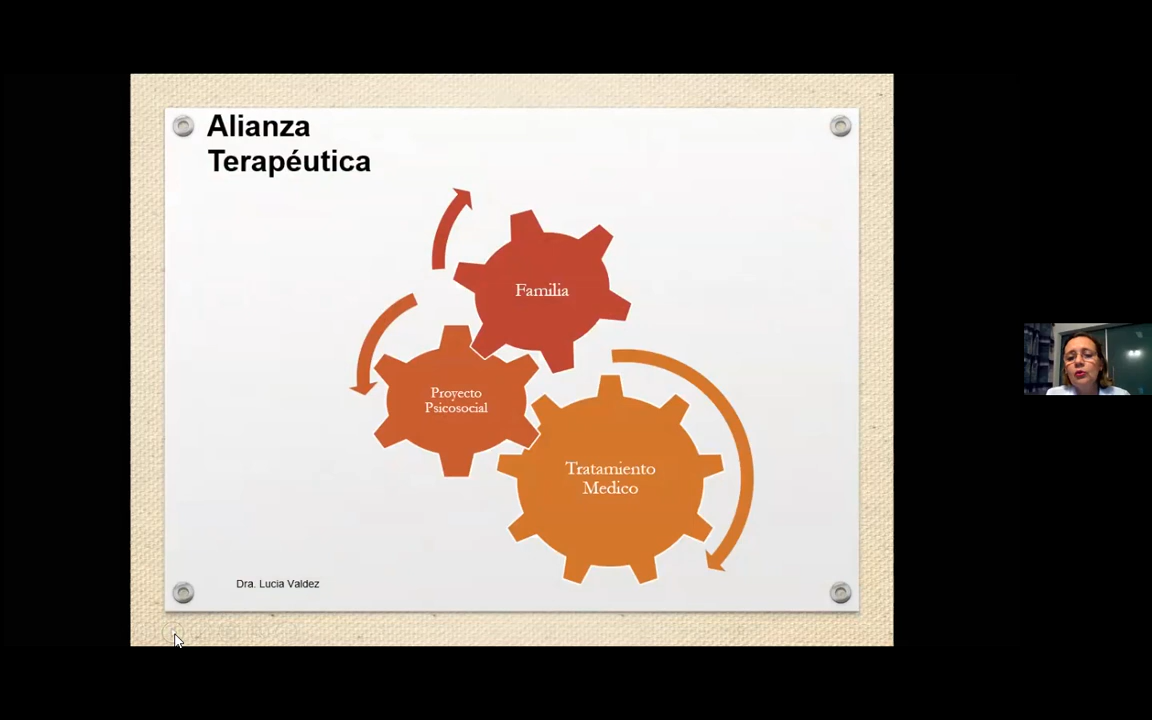 Alianza
Terapéutica
Familia
Proyecto
Psicosocial
Tratamiento
Medico
Dra. Lucia Valdez